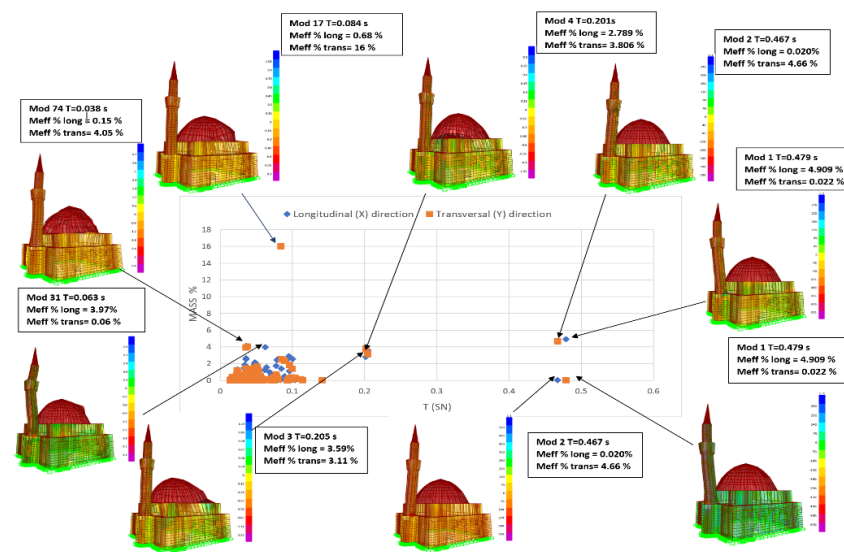 Mod 17 T=0.084 s
Meff % long = 0.68 %
Meff % trans= 16 %
Mod 4 T=0.201s
Meff % long = 2.789 %
Meff % trans= 3.806 %
Mod 2 T=0.467 s
Meff % long = 0.020%
Meff % trans= 4.66 %
Mod 74 T=0.038 s
Meff % long = 0.15 %
Meff % trans= 4.05 %
Mod 1 T=0.479 s
Meff % long = 4.909 %
Meff % trans= 0.022 %
Longitudinal (X) direction
Transversal (Y) direction
MASS %
18
16
14
12
10
8
6
4
2
0
0
0.1
0.2
0.3
0.4
0.5
0.6
T (SN)
Mod 31 T=0.063 s
Meff % long = 3.97%
Meff % trans= 0.06 %
Mod 1 T=0.479 s
Meff % long = 4.909 %
Meff % trans= 0.022 %
Mod 3 T=0.205 s
Meff % long = 3.59%
Meff % trans= 3.11 %
Mod 2 T=0.467 s
Meff % long = 0.020%
Meff % trans= 4.66 %